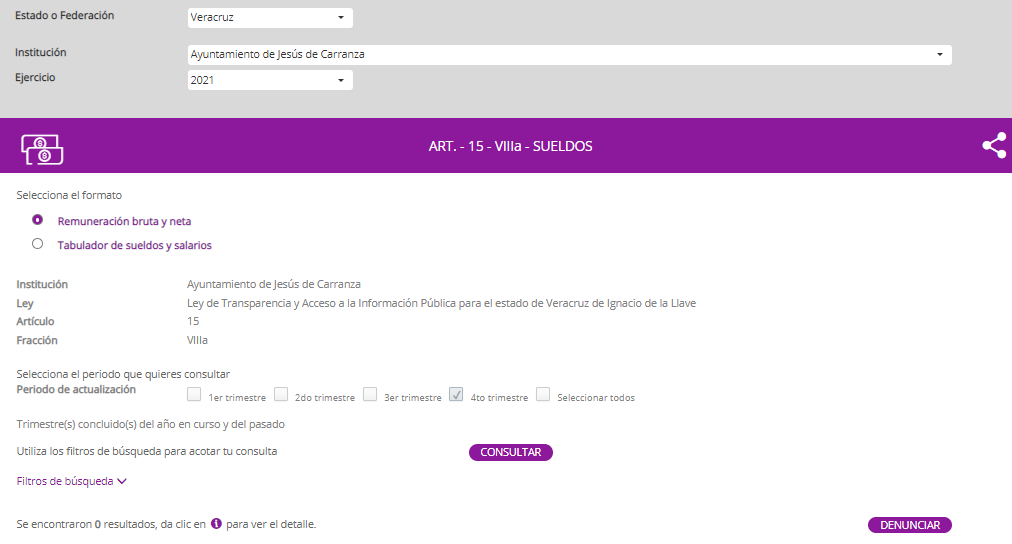 Estado o Federación
Veracruz
Institución
Ayuntamiento de Jesús de Carranza
Ejercicio
2021
ART. - 15 - VIIIa - SUELDOS
Selecciona el formato
Remuneración bruta y neta
Tabulador de sueldos y salarios
Institución Ayuntamiento de Jesús de Carranza
Ley Ley de Transparencia y Acceso a la Información Pública para el estado de Veracruz de Ignacio de la Llave
Artículo 15
Fracción VIIIa
Selecciona el periodo que quieres consultar
Periodo de actualización 1er trimestre 2do trimestre 3er trimestre 4to trimestre Seleccionar todos
Trimestre(s) concluido(s) del año en curso y del pasado
Utiliza los filtros de búsqueda para acotar tu consulta CONSULTAR
Filtros de búsqueda
Se encontraron 0 resultados, da clic en i para ver el detalle. DENUNCIAR